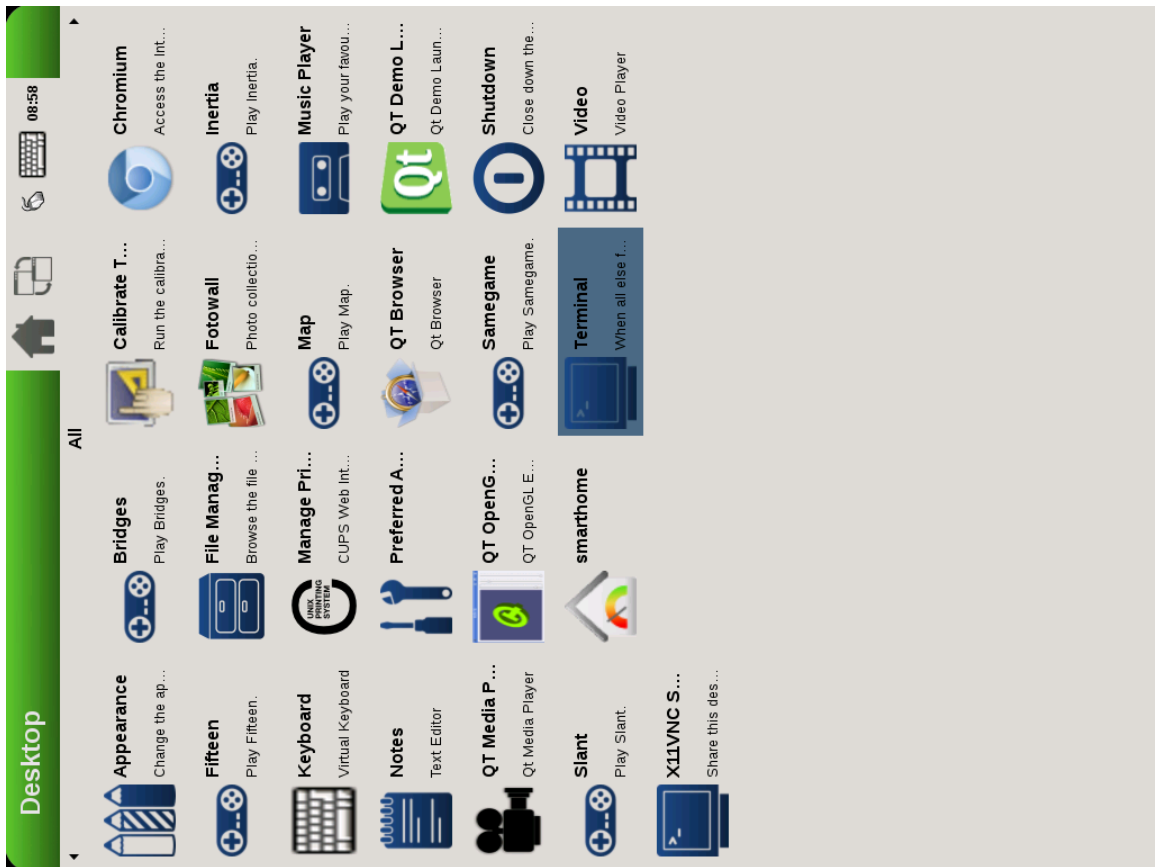 Desktop
08:58
All
Appearance
Change the ap...
Bridges
Play Bridges.
Calibrate T...
Run the calibra...
Chromium
Access the Int...
Fifteen
Play Fifteen.
File Manag...
Browse the file ...
Fotowall
Photo collectio...
Inertia
Play Inertia.
Keyboard
Virtual Keyboard
Manage Pri...
CUPS Web Int...
UNIX
PRINTING
SYSTEM
Map
Play Map.
Music Player
Play your favou...
Notes
Text Editor
Preferred A...
QT Browser
Qt Browser
Qt
QT Demo L...
Qt Demo Laun...
QT Media P...
Qt Media Player
QT OpenG...
QT OpenGL E...
Samegame
Play Samegame.
Shutdown
Close down the...
Slant
Play Slant.
smarthome
Terminal
When all else f...
Video
Video Player
X11VNC S...
Share this des...